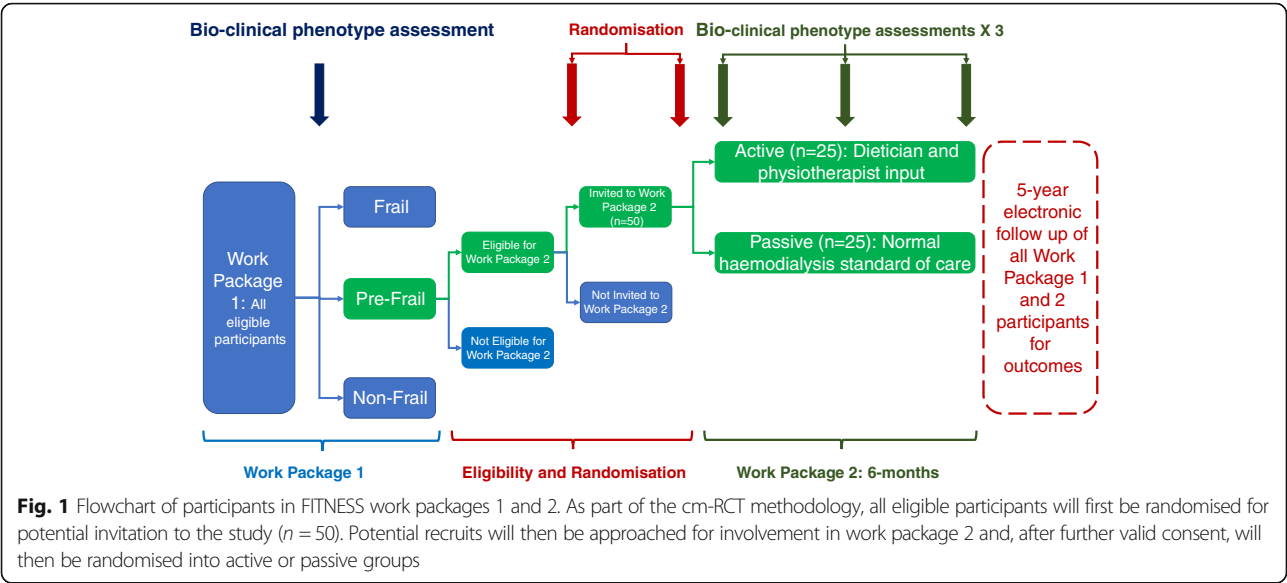 Bio-clinical phenotype assessment
Randomisation
Bio-clinical phenotype assessments X 3
Work
Package
1: All
eligible
participants
Frail
Pre-Frail
Non-Frail
Eligible for
Work Package 2
Not Eligible for
Work Package 2
Invited to Work
Package 2
(n=50)
Not Invited to
Work Package 2
Active (n=25): Dietician and
physiotherapist input
Passive (n=25): Normal
haemodialysis standard of care
5-year
electronic
follow up of
all Work
Package 1
and 2
participants
for
outcomes
Work Package 1
Eligibility and Randomisation
Work Package 2: 6-months
Fig. 1 Flowchart of participants in FITNESS work packages 1 and 2. As part of the cm-RCT methodology, all eligible participants will first be randomised for
potential invitation to the study (n = 50). Potential recruits will then be approached for involvement in work package 2 and, after further valid consent, will
then be randomised into active or passive groups